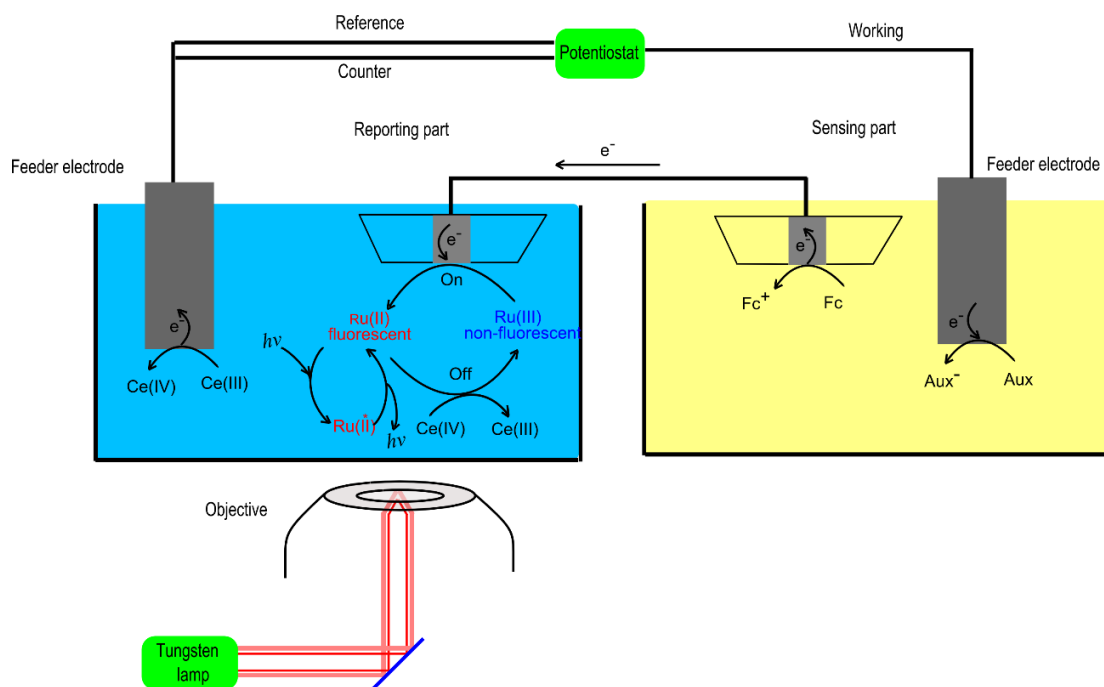 Reference
Potentiostat
Working
Counter
Reporting part
Sensing part
e⁻
Feeder electrode
Feeder electrode
e⁻
e⁻
On
Fc⁺
Fc
Ru(II)
fluorescent
Ru(III)
non-fluorescent
hν
e⁻
e⁻
Off
Ce(IV)
Ce(III)
Aux⁻
Aux
Ru(II)*
hν
Ce(IV)
Ce(III)
Objective
Tungsten
lamp